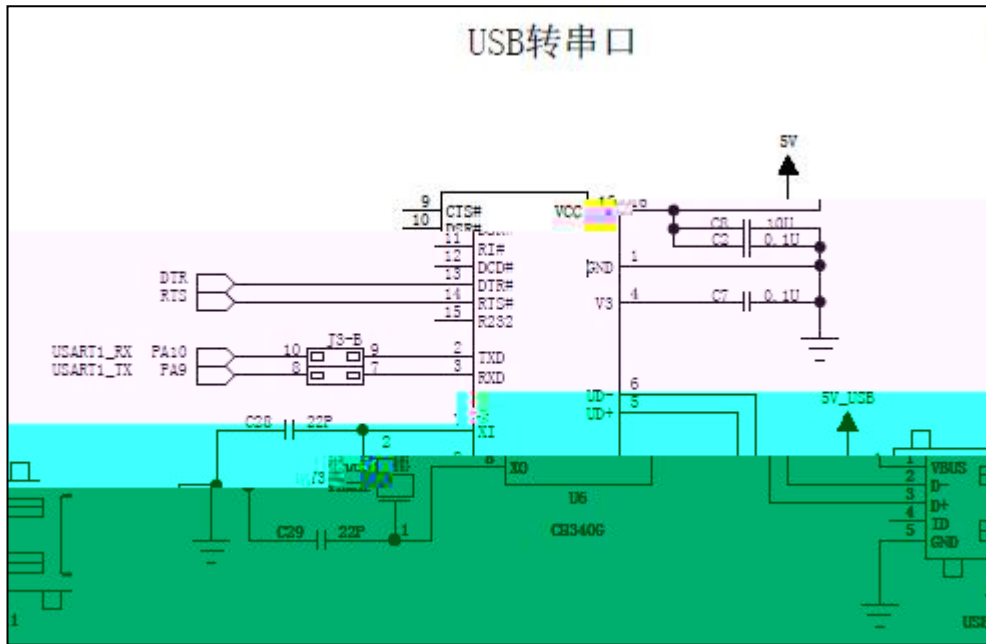 USB转串口
5V
9 CTS# VCC
10 DSR# C8 10U
11 RI# C2 0.1U
12 DCD# GND 1
DTR 13 DTR#
RTS 14 RTS# V3 4 C7 0.1U
15 R232
J3-B
USART1_RX PA10 10 9 2 TXD
USART1_TX PA9 8 7 3 RXD
UD- 6
UD+ 5 5V_USB
C28 22P XI
2
8 XO 1 VBUS
2 D-
U6 3 D+
4 ID
C29 22P 1 CH340G 5 GND
1